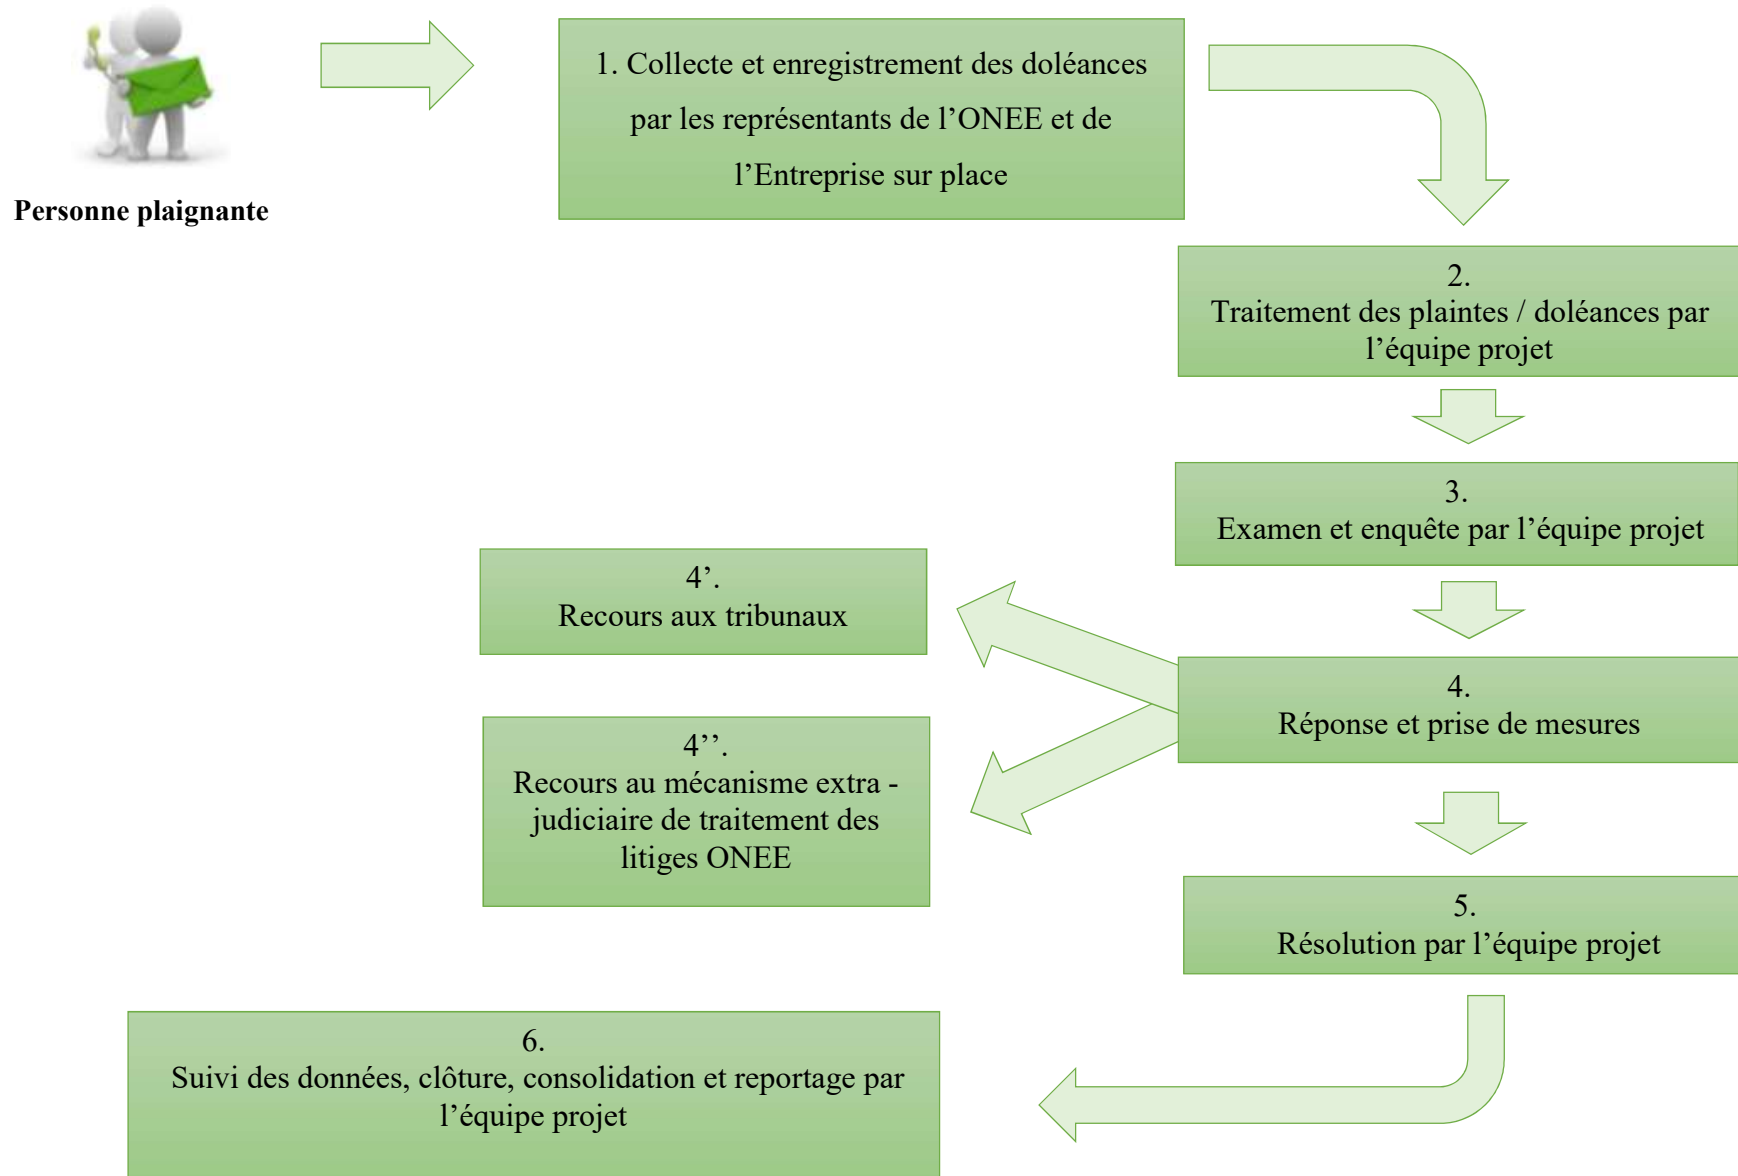 Personne plaignante
1. Collecte et enregistrement des doléances
par les représentants de l’ONEE et de
l’Entreprise sur place
2.
Traitement des plaintes / doléances par
l’équipe projet
3.
Examen et enquête par l’équipe projet
4’.
Recours aux tribunaux
4.
Réponse et prise de mesures
4’’.
Recours au mécanisme extra -
judiciaire de traitement des
litiges ONEE
5.
Résolution par l’équipe projet
6.
Suivi des données, clôture, consolidation et reportage par
l’équipe projet